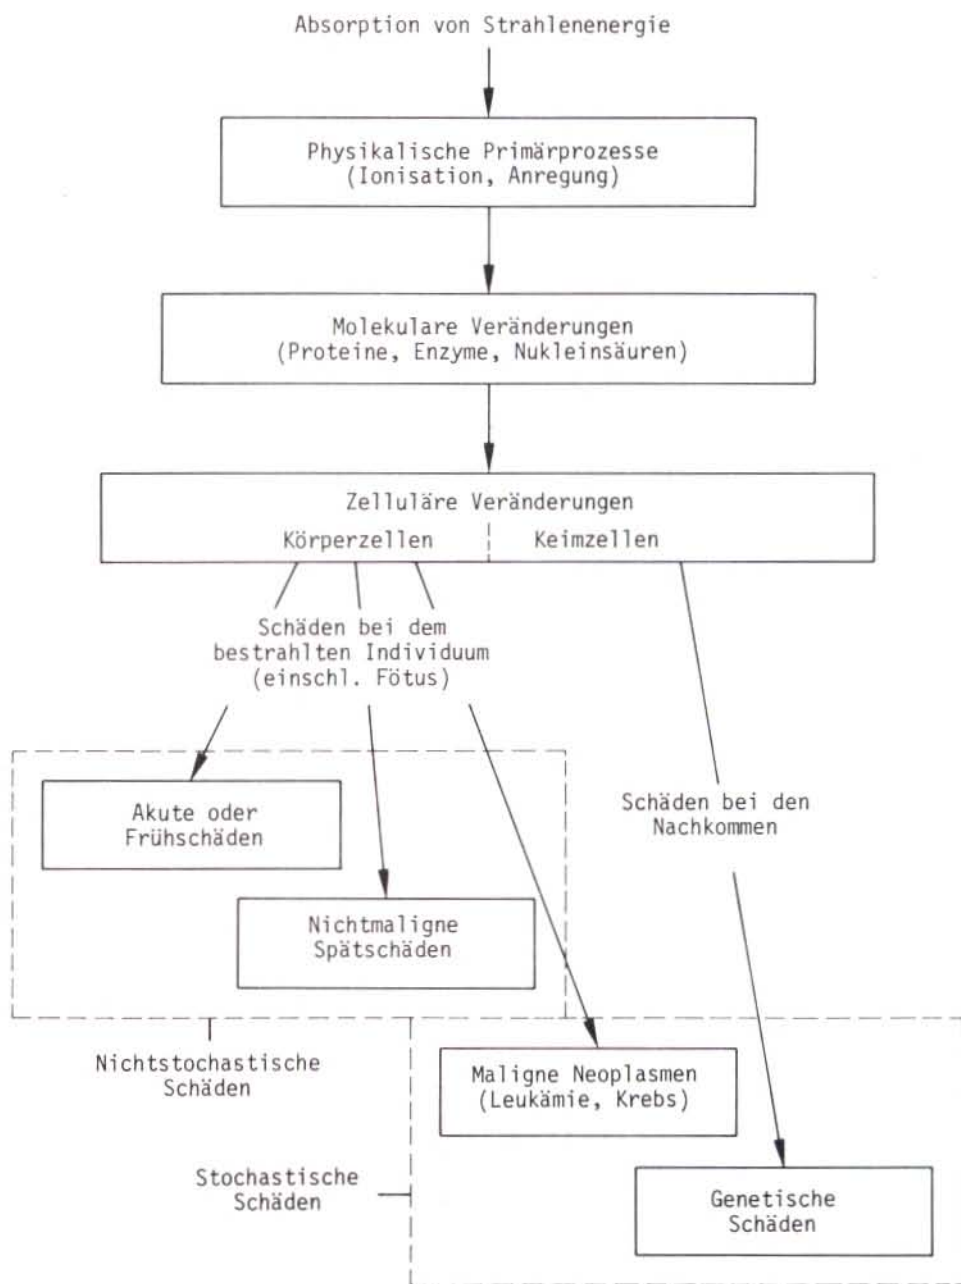 Absorption von Strahlenenergie
Physikalische Primärprozesse
(Ionisation, Anregung)
Molekulare Veränderungen
(Proteine, Enzyme, Nukleinsäuren)
Zelluläre Veränderungen
Körperzellen
Keimzellen
Schäden bei dem
bestrahlten Individuum
(einschl. Fötus)
Akute oder
Frühschäden
Schäden bei den
Nachkommen
Nichtmaligne
Spätschäden
Nichtstochastische
Schäden
Maligne Neoplasmen
(Leukämie, Krebs)
Stochastische
Schäden
Genetische
Schäden